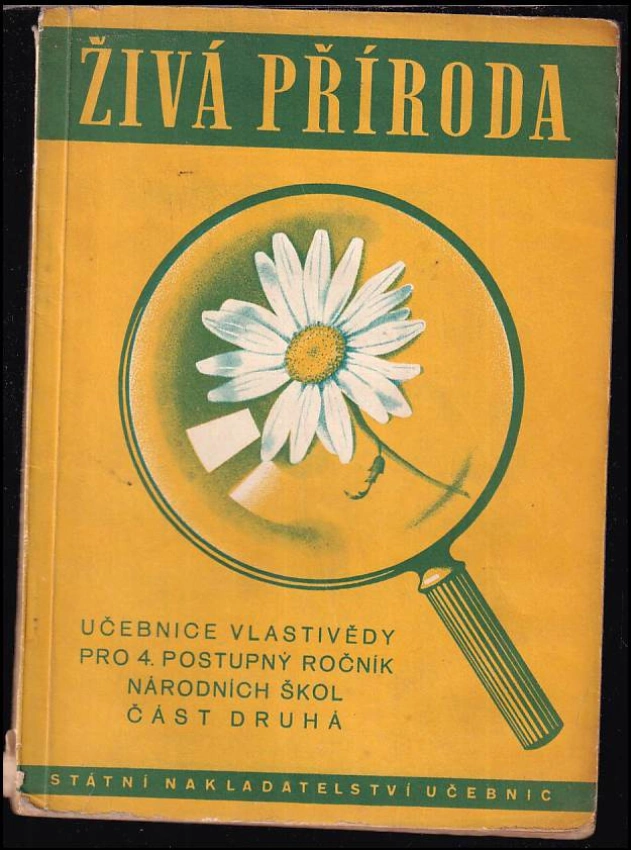 ŽIVÁ PŘÍRODA
UČEBNICE VLASTIVĚDY
PRO 4. POSTUPNÝ ROČNÍK
NÁRODNÍCH ŠKOL
ČÁST DRUHÁ
STÁTNÍ NAKLADATELSTVÍ UČEBNIC